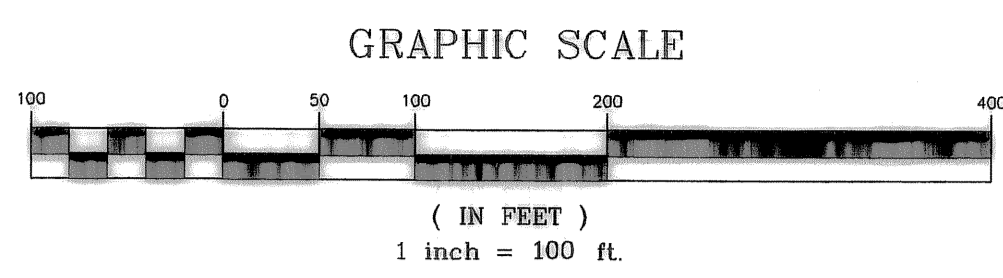 GRAPHIC SCALE
100 0 50 100 200 400
( IN FEET )
1 inch = 100 ft.